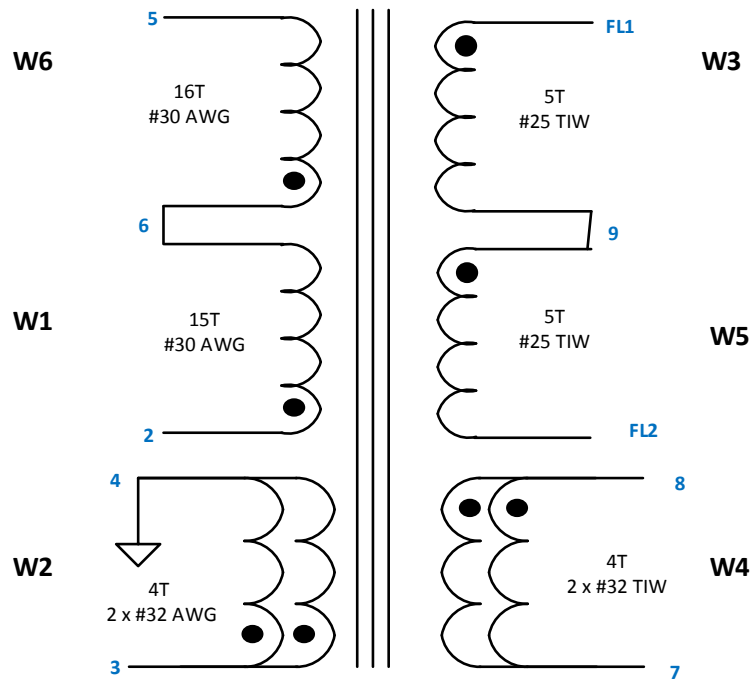 5
W6
16T
#30 AWG
6
W1
15T
#30 AWG
2
4
W2
4T
2 x #32 AWG
3
FL1
W3
5T
#25 TIW
9
5T
#25 TIW
W5
FL2
8
4T
2 x #32 TIW
W4
7